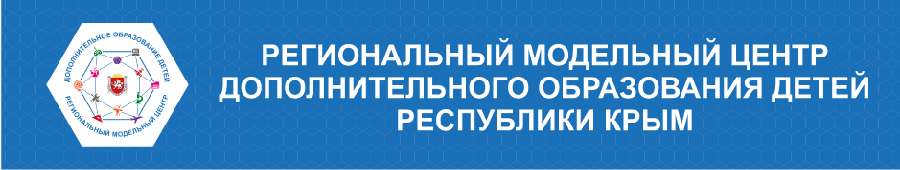 ДОПОЛНИТЕЛЬНОЕ ОБРАЗОВАНИЕ ДЕТЕЙ
РЕГИОНАЛЬНЫЙ МОДЕЛЬНЫЙ ЦЕНТР
РЕГИОНАЛЬНЫЙ МОДЕЛЬНЫЙ ЦЕНТР
ДОПОЛНИТЕЛЬНОГО ОБРАЗОВАНИЯ ДЕТЕЙ
РЕСПУБЛИКИ КРЫМ